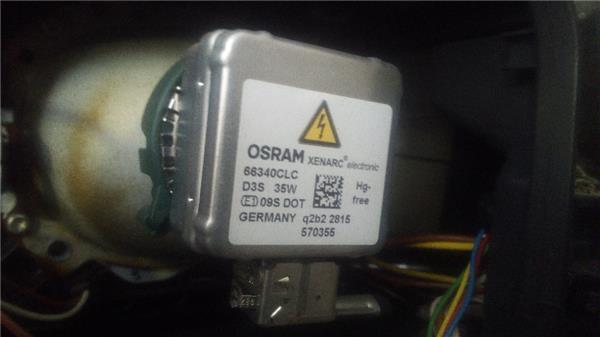 OSRAM XENARC® electronic
66340CLC
D3S 35W
Hg-
free
E1 09S DOT
GERMANY q2b2 2815
570355